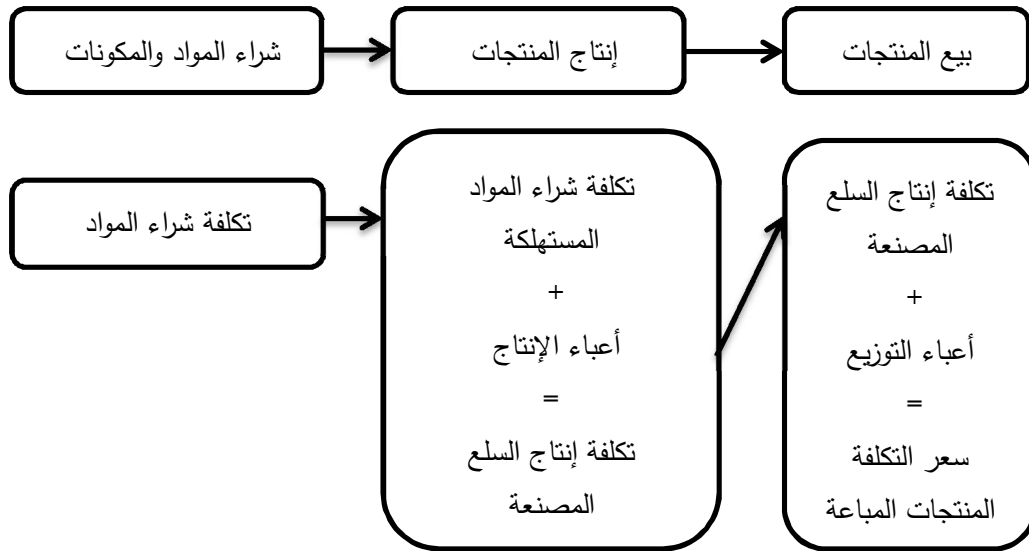 شراء المواد والمكونات
إنتاج المنتجات
بيع المنتجات
تكلفة شراء المواد
تكلفة شراء المواد
المستهلكة
+
أعباء الإنتاج
=
تكلفة إنتاج السلع
المصنعة
تكلفة إنتاج السلع
المصنعة
+
أعباء التوزيع
=
سعر التكلفة
المنتجات المباعة